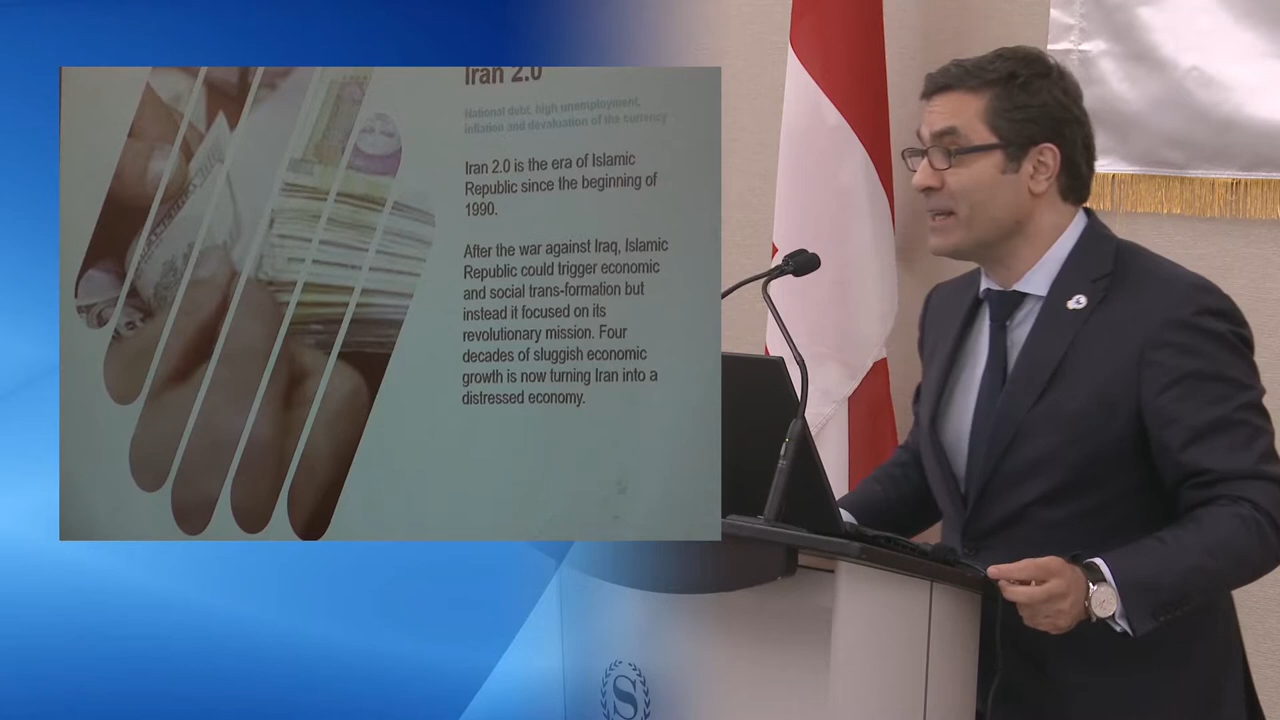 Iran 2.0
National debt, high unemployment,
inflation and devaluation of the currency
Iran 2.0 is the era of Islamic
Republic since the beginning of
1990.
After the war against Iraq, Islamic
Republic could trigger economic
and social trans-formation but
instead it focused on its
revolutionary mission. Four
decades of sluggish economic
growth is now turning Iran into a
distressed economy.
S